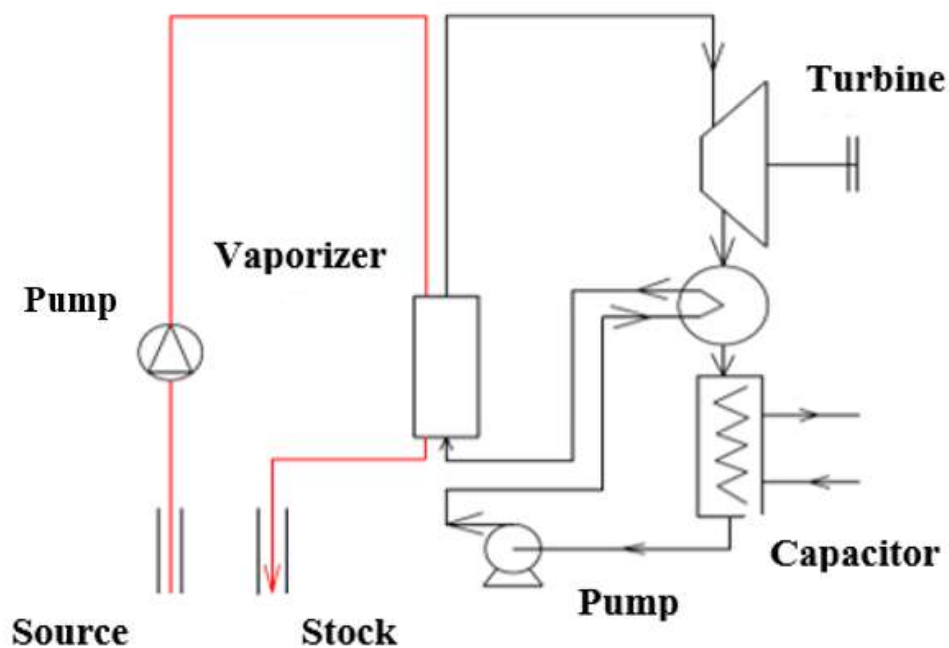 Turbine
Vaporizer
Pump
Capacitor
Pump
Source
Stock